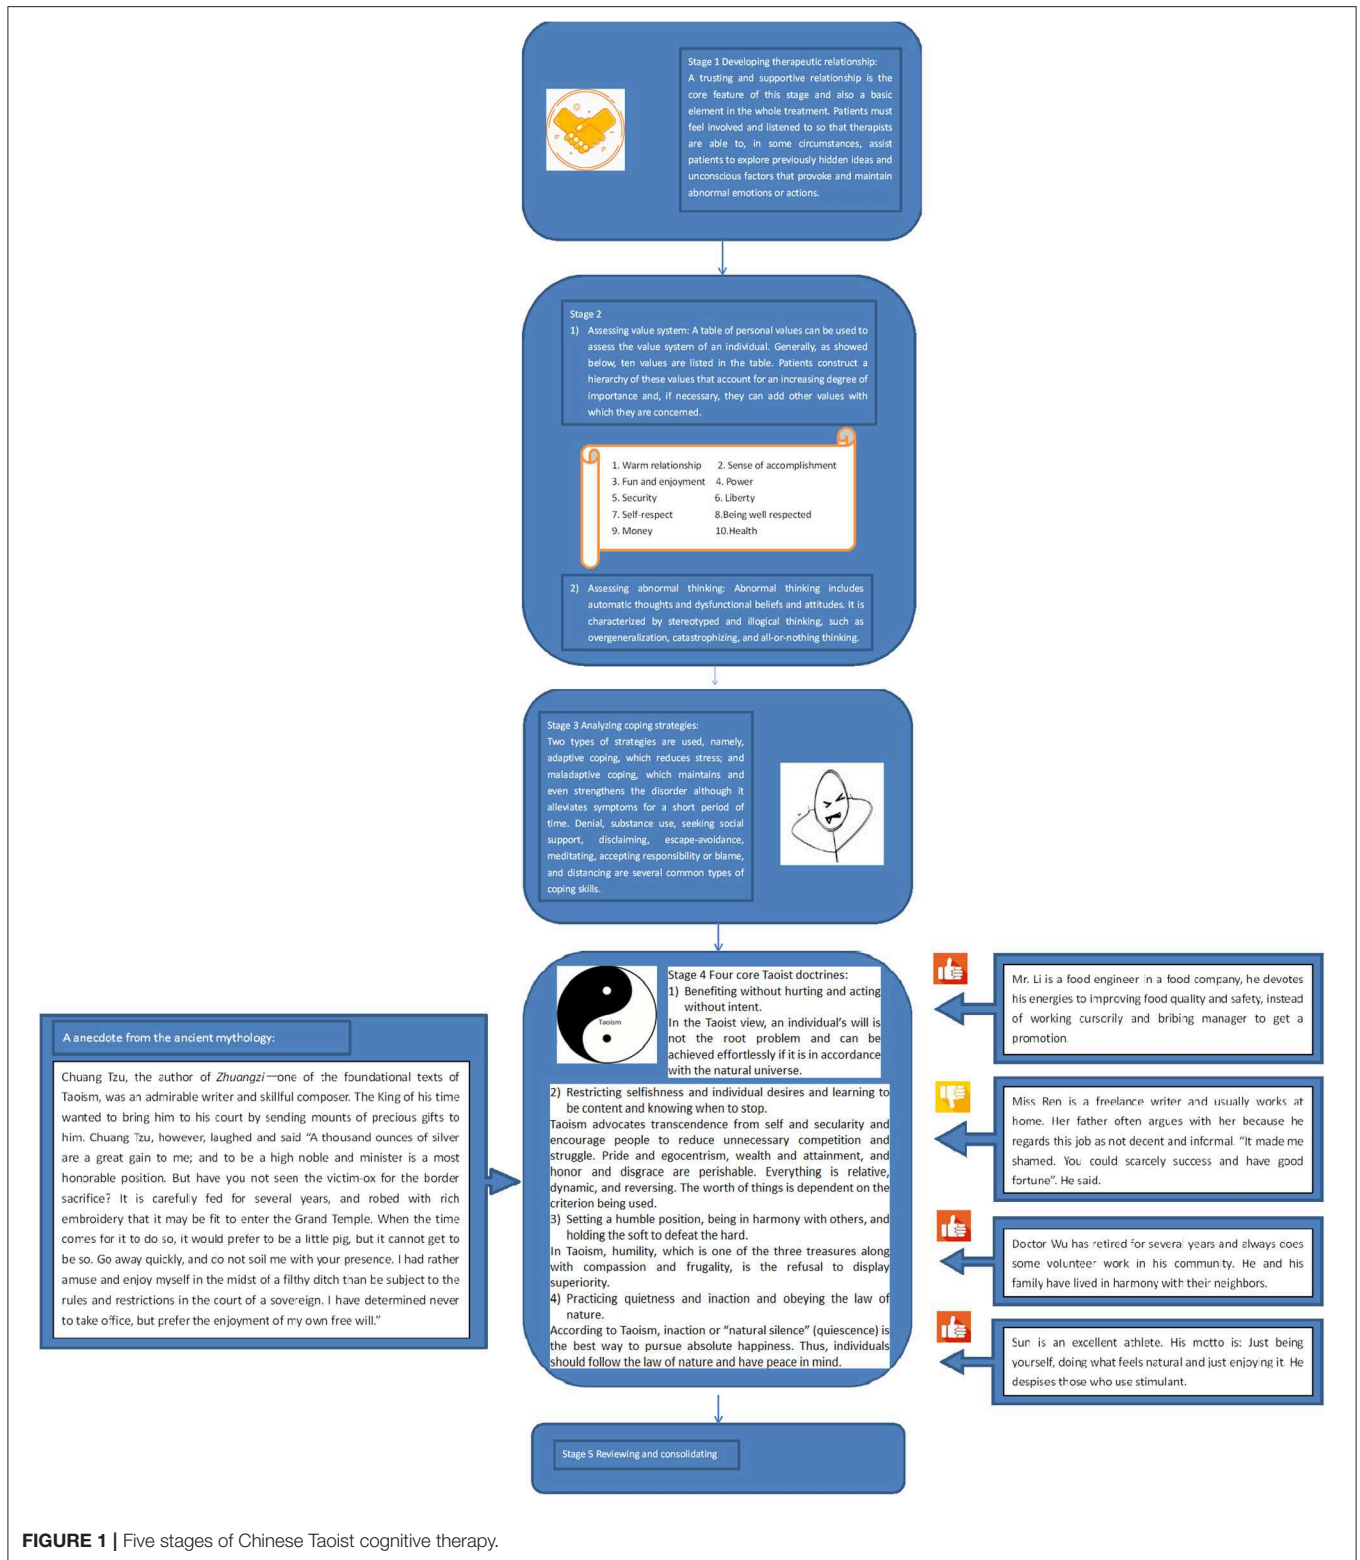 Stage 1 Developing therapeutic relationship:
A trusting and supportive relationship is the
core feature of this stage and also a basic
element in the whole treatment. Patients must
feel involved and listened to so that therapists
are able to, in some circumstances, assist
patients to explore previously hidden ideas and
unconscious factors that provoke and maintain
abnormal emotions or actions.
Stage 2
1) Assessing value system: A table of personal values can be used to
assess the value system of an individual. Generally, as showed
below, ten values are listed in the table. Patients construct a
hierarchy of these values that account for an increasing degree of
importance and, if necessary, they can add other values with
which they are concerned.
1. Warm relationship 2. Sense of accomplishment
3. Fun and enjoyment 4. Power
5. Security 6. Liberty
7. Self-respect 8.Being well respected
9. Money 10.Health
2) Assessing abnormal thinking: Abnormal thinking includes
automatic thoughts and dysfunctional beliefs and attitudes. It is
characterized by stereotyped and illogical thinking, such as
overgeneralization, catastrophizing, and all-or-nothing thinking.
Stage 3 Analyzing coping strategies:
Two types of strategies are used, namely,
adaptive coping, which reduces stress; and
maladaptive coping, which maintains and
even strengthens the disorder although it
alleviates symptoms for a short period of
time. Denial, substance use, seeking social
support, disclaiming, escape-avoidance,
meditating, accepting responsibility or blame,
and distancing are several common types of
coping skills.
Taoism
Stage 4 Four core Taoist doctrines:
1) Benefiting without hurting and acting
without intent.
In the Taoist view, an individual's will is
not the root problem and can be
achieved effortlessly if it is in accordance
with the natural universe.
2) Restricting selfishness and individual desires and learning to
be content and knowing when to stop.
Taoism advocates transcendence from self and secularity and
encourage people to reduce unnecessary competition and
struggle. Pride and egocentrism, wealth and attainment, and
honor and disgrace are perishable. Everything is relative,
dynamic, and reversing. The worth of things is dependent on the
criterion being used.
3) Setting a humble position, being in harmony with others, and
holding the soft to defeat the hard.
In Taoism, humility, which is one of the three treasures along
with compassion and frugality, is the refusal to display
superiority.
4) Practicing quietness and inaction and obeying the law of
nature.
According to Taoism, inaction or “natural silence” (quiescence) is
the best way to pursue absolute happiness. Thus, individuals
should follow the law of nature and have peace in mind.
A anecdote from the ancient mythology:
Chuang Tzu, the author of Zhuangzi—one of the foundational texts of
Taoism, was an admirable writer and skillful composer. The King of his time
wanted to bring him to his court by sending mounts of precious gifts to
him. Chuang Tzu, however, laughed and said “A thousand ounces of silver
are a great gain to me; and to be a high noble and minister is a most
honorable position. But have you not seen the victim-ox for the border
sacrifice? It is carefully fed for several years, and robed with rich
embroidery that it may be fit to enter the Grand Temple. When the time
comes for it to do so, it would prefer to be a little pig, but it cannot get to
be so. Go away quickly, and do not soil me with your presence. I had rather
amuse and enjoy myself in the midst of a filthy ditch than be subject to the
rules and restrictions in the court of a sovereign. I have determined never
to take office, but prefer the enjoyment of my own free will.”
Mr. Li is a food engineer in a food company, he devotes
his energies to improving food quality and safety, instead
of working cursorily and bribing manager to get a
promotion.
Miss Ren is a freelance writer and usually works at
home. Her father often argues with her because he
regards this job as not decent and informal. “It made me
shamed. You could scarcely success and have good
fortune”. He said.
Doctor Wu has retired for several years and always does
some volunteer work in his community. He and his
family have lived in harmony with their neighbors.
Sun is an excellent athlete. His motto is: Just being
yourself, doing what feels natural and just enjoying it. He
despises those who use stimulant.
Stage 5 Reviewing and consolidating
FIGURE 1 | Five stages of Chinese Taoist cognitive therapy.